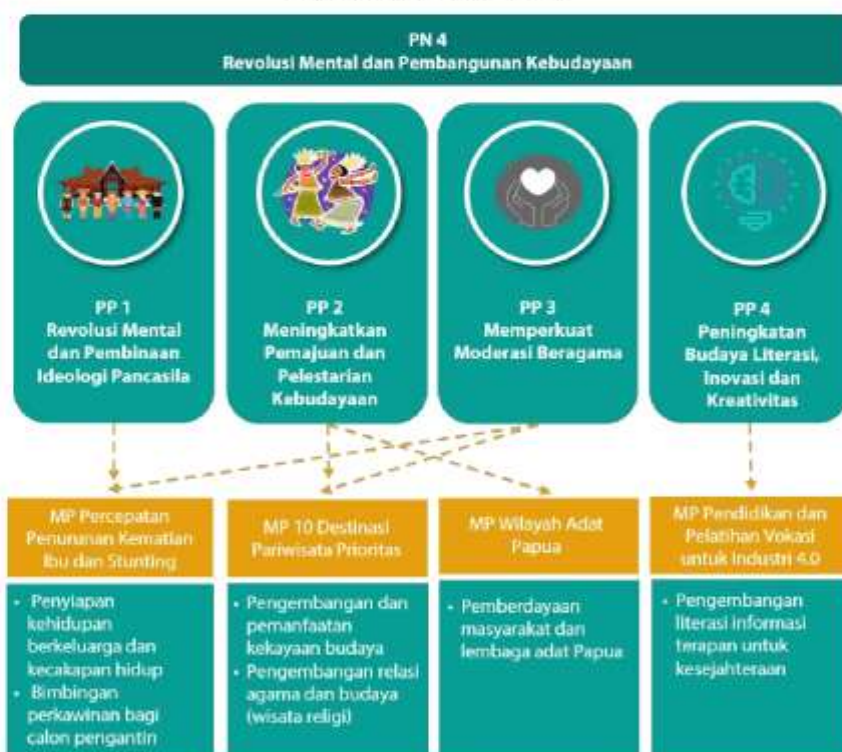 PN 4
Revolusi Mental dan Pembangunan Kebudayaan
PP 1
Revolusi Mental
dan Pembinaan
Ideologi Pancasila
PP 2
Meningkatkan
Pemajuan dan
Pelestarian
Kebudayaan
PP 3
Memperkuat
Moderasi Beragama
PP 4
Peningkatan
Budaya Literasi,
Inovasi dan
Kreativitas
MP Percepatan
Penurunan Kematian
Ibu dan Stunting
MP 10 Destinasi
Pariwisata Prioritas
MP Wilayah Adat
Papua
MP Pendidikan dan
Pelatihan Vokasi
untuk Industri 4.0
• Penyiapan
kehidupan
berkeluarga dan
kecakapan hidup
• Bimbingan
perkawinan bagi
calon pengantin
• Pengembangan dan
pemanfaatan
kekayaan budaya
• Pengembangan relasi
agama dan budaya
(wisata religi)
• Pemberdayaan
masyarakat dan
lembaga adat Papua
• Pengembangan
literasi informasi
terapan untuk
kesejahteraan